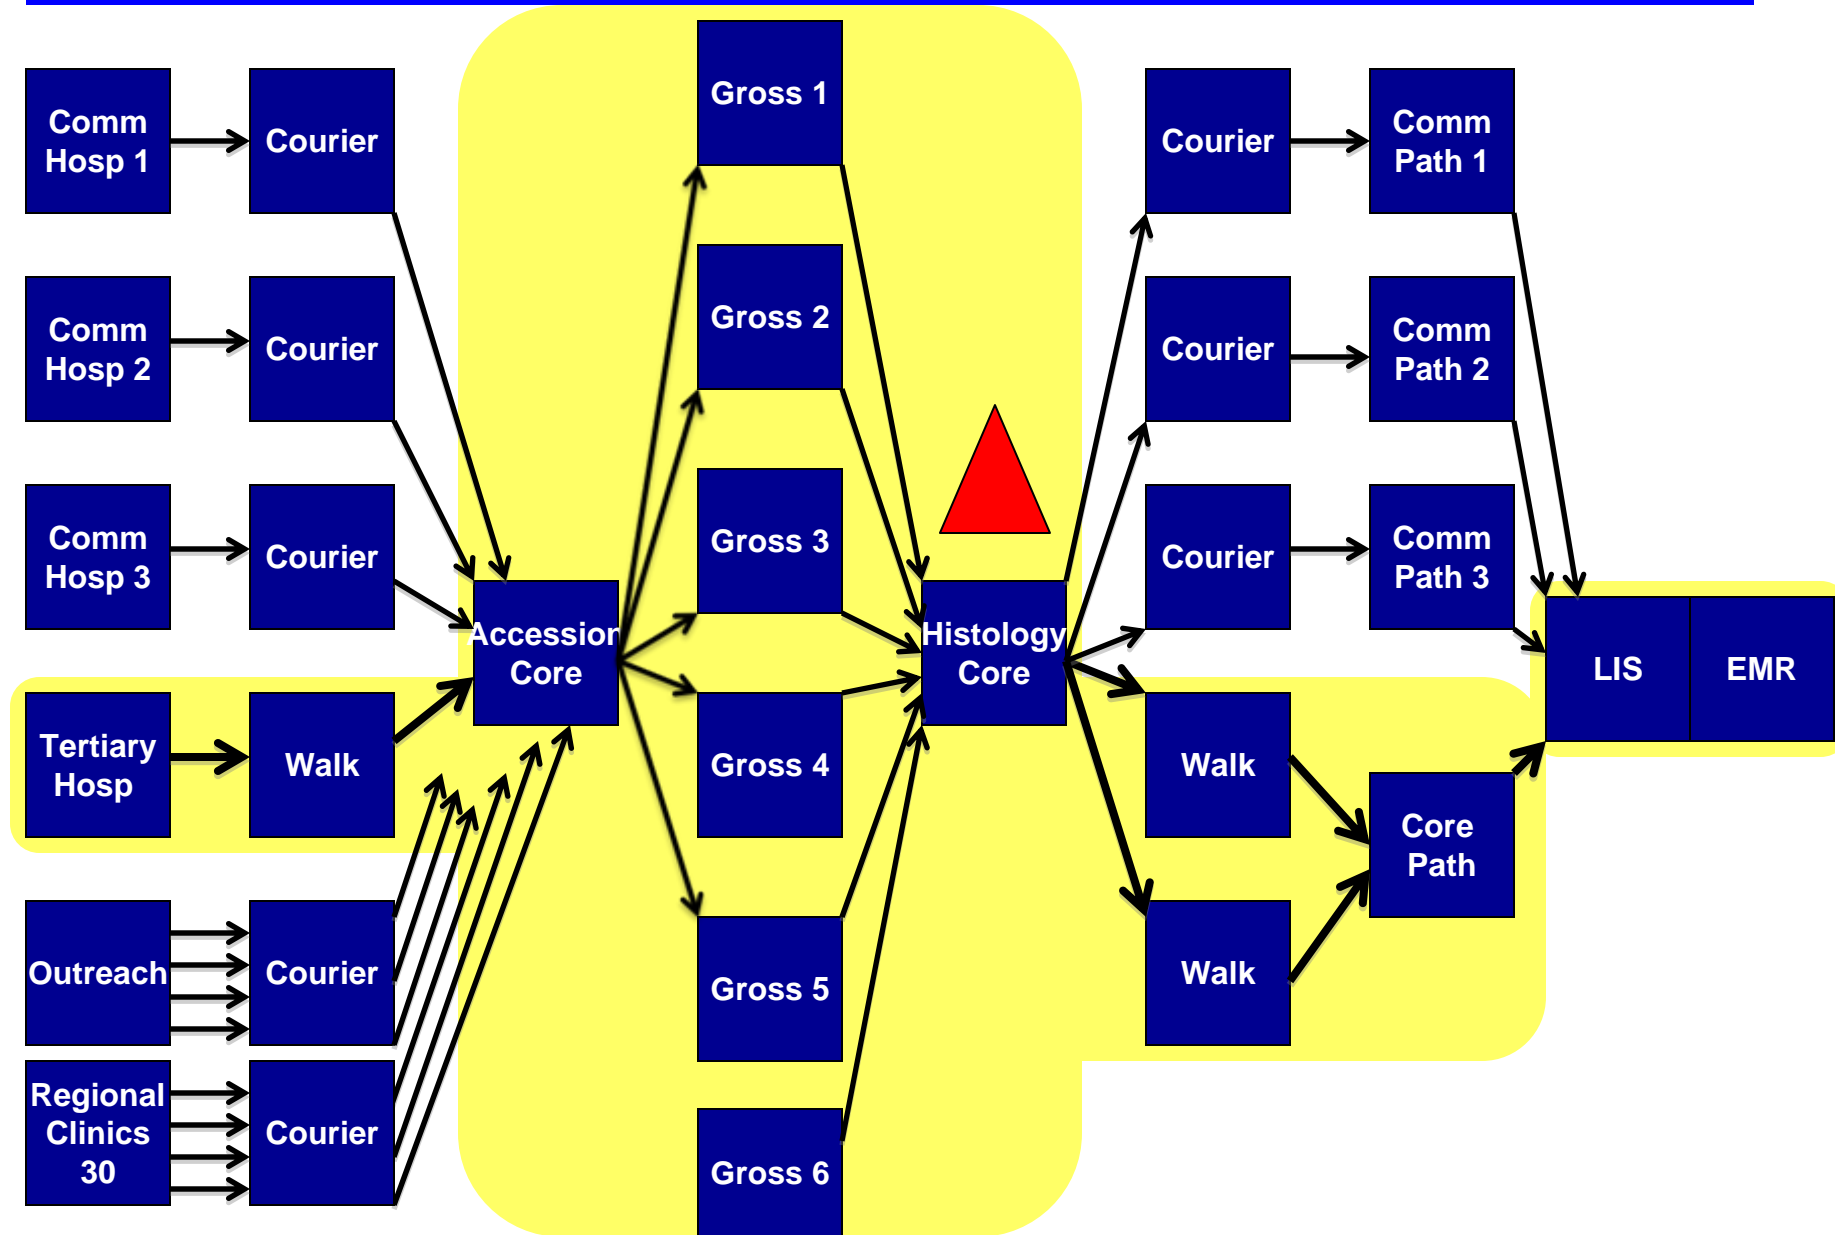 Comm
Hosp 1
Courier
Comm
Hosp 2
Courier
Comm
Hosp 3
Courier
Tertiary
Hosp
Walk
Outreach
Courier
Regional
Clinics
30
Courier
Accession
Core
Gross 1
Gross 2
Gross 3
Gross 4
Gross 5
Gross 6
Histology
Core
Courier
Comm
Path 1
Courier
Comm
Path 2
Courier
Comm
Path 3
Walk
Walk
Core
Path
LIS
EMR